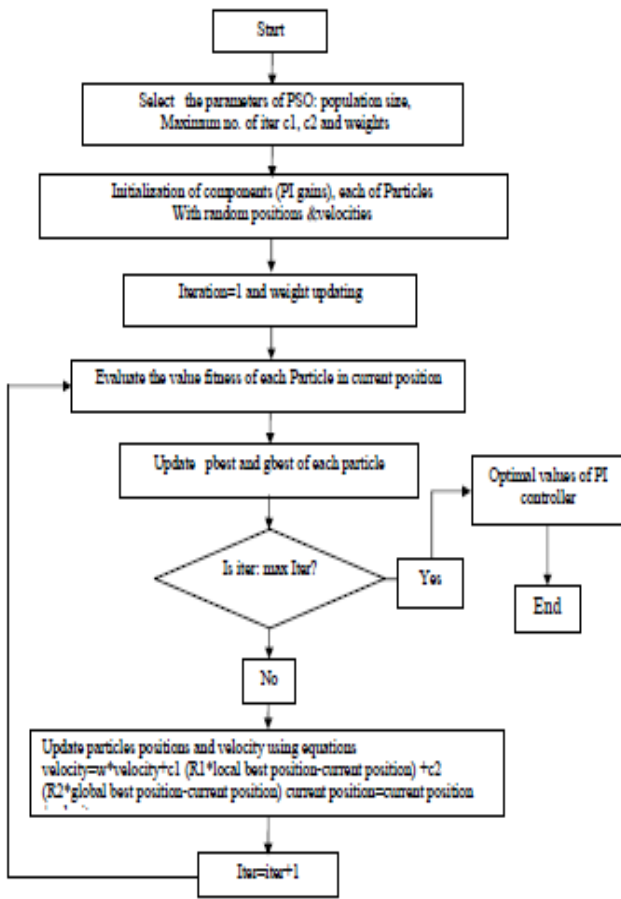 Start
Select the parameters of PSO: population size,
Maximum no. of iter c1, c2 and weights
Initialization of components (PI gains), each of Particles
With random positions &velocities
Iteration=1 and weight updating
Evaluate the value fitness of each Particle in current position
Update pbest and gbest of each particle
Optimal values of PI
controller
Is iter: max Iter?
Yes
End
No
Update particles positions and velocity using equations
velocity=w*velocity+c1 (R1*local best position-current position) +c2
(R2*global best position-current position) current position=current position
Iter=iter+1